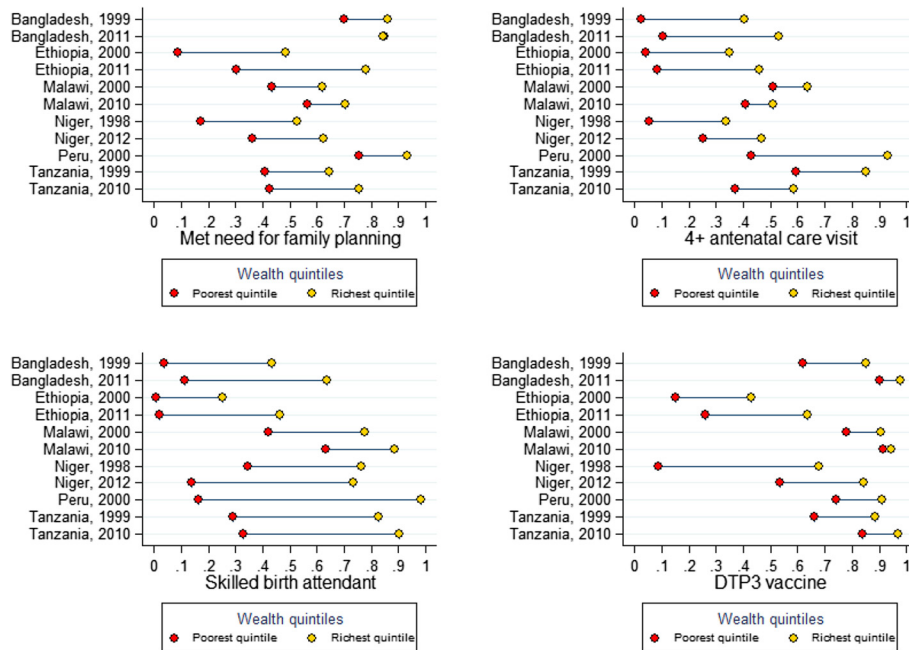 Bangladesh, 1999
Bangladesh, 2011
Ethiopia, 2000
Ethiopia, 2011
Malawi, 2000
Malawi, 2010
Niger, 1998
Niger, 2012
Peru, 2000
Tanzania, 1999
Tanzania, 2010
0 .1 .2 .3 .4 .5 .6 .7 .8 .9 1
Met need for family planning
Wealth quintiles
Poorest quintile Richest quintile
Bangladesh, 1999
Bangladesh, 2011
Ethiopia, 2000
Ethiopia, 2011
Malawi, 2000
Malawi, 2010
Niger, 1998
Niger, 2012
Peru, 2000
Tanzania, 1999
Tanzania, 2010
0 .1 .2 .3 .4 .5 .6 .7 .8 .9 1
4+ antenatal care visit
Wealth quintiles
Poorest quintile Richest quintile
Bangladesh, 1999
Bangladesh, 2011
Ethiopia, 2000
Ethiopia, 2011
Malawi, 2000
Malawi, 2010
Niger, 1998
Niger, 2012
Peru, 2000
Tanzania, 1999
Tanzania, 2010
0 .1 .2 .3 .4 .5 .6 .7 .8 .9 1
Skilled birth attendant
Wealth quintiles
Poorest quintile Richest quintile
Bangladesh, 1999
Bangladesh, 2011
Ethiopia, 2000
Ethiopia, 2011
Malawi, 2000
Malawi, 2010
Niger, 1998
Niger, 2012
Peru, 2000
Tanzania, 1999
Tanzania, 2010
0 .1 .2 .3 .4 .5 .6 .7 .8 .9 1
DTP3 vaccine
Wealth quintiles
Poorest quintile Richest quintile